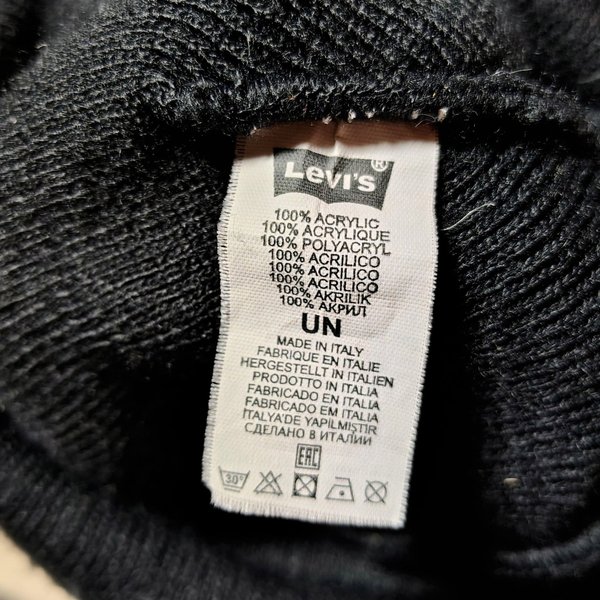 Levi's®
100% ACRYLIC
100% ACRYLIQUE
100% POLYACRYL
100% ACRILICO
100% ACRILICO
100% ACRILICO
100% AKRILIK
100% АКРИЛ
UN
MADE IN ITALY
FABRIQUE EN ITALIE
HERGESTELLT IN ITALIEN
PRODOTTO IN ITALIA
FABRICADO EN ITALIA
FABRICADO EM ITALIA
ITALYA'DE YAPILMIŞTIR
СДЕЛАНО В ИТАЛИИ
EAC
30°